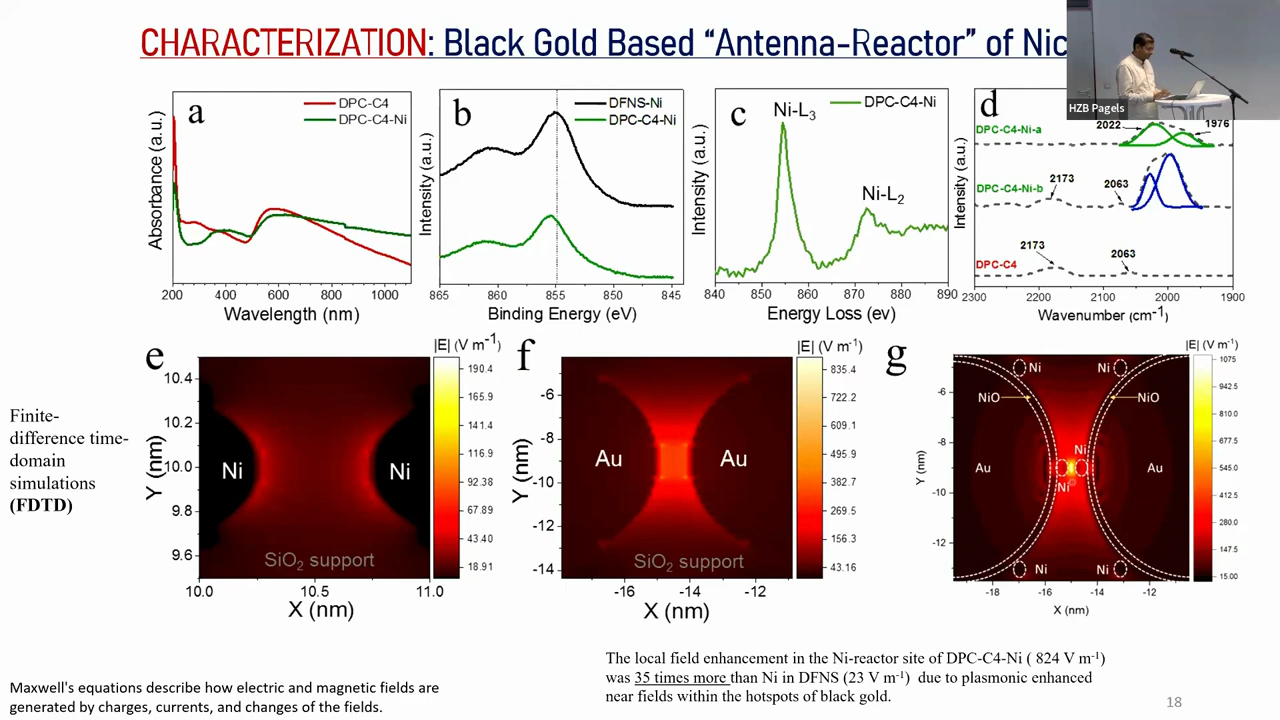 CHARACTERIZATION: Black Gold Based “Antenna-Reactor” of Nic
HZB Pagels
a
DPC-C4
DPC-C4-Ni
Absorbance (a.u.)
200 400 600 800 1000
Wavelength (nm)
b
DFNS-Ni
DPC-C4-Ni
Intensity (a.u.)
865 860 855 850 845
Binding Energy (eV)
c
DPC-C4-Ni
Ni-L3
Ni-L2
Intensity (a.u.)
840 850 860 870 880 890
Energy Loss (ev)
d
DPC-C4-Ni-a
2022
1976
DPC-C4-Ni-b
2173
2063
DPC-C4
2173
2063
Intensity (a.u.)
2300 2200 2100 2000 1900
Wavenumber (cm-1)
Finite-
difference time-
domain
simulations
(FDTD)
e
|E| (V m-1)
190.4
165.9
141.4
116.9
92.38
67.89
43.40
18.91
10.4
10.2
10.0
9.8
9.6
Y (nm)
Ni
Ni
SiO2 support
10.0 10.5 11.0
X (nm)
f
|E| (V m-1)
835.4
722.2
609.1
495.9
382.7
269.5
156.3
43.16
-6
-8
-10
-12
-14
Y (nm)
Au
Au
SiO2 support
-16 -14 -12
X (nm)
g
|E| (V m-1)
1075
942.5
810.0
677.5
545.0
412.5
280.0
147.5
15.00
-6
-8
-10
-12
Y (nm)
Ni
Ni
NiO
NiO
Ni
Au
Au
Ni
Ni
Ni
-18 -16 -14 -12
X (nm)
The local field enhancement in the Ni-reactor site of DPC-C4-Ni ( 824 V m-1)
was 35 times more than Ni in DFNS (23 V m-1) due to plasmonic enhanced
near fields within the hotspots of black gold.
Maxwell's equations describe how electric and magnetic fields are
generated by charges, currents, and changes of the fields.
18